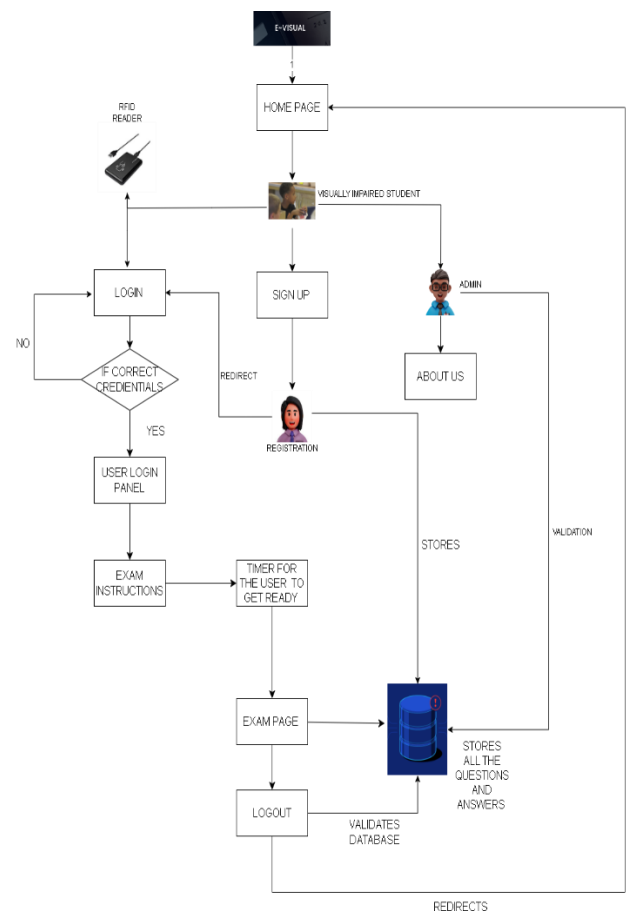 E-VISUAL
1
HOME PAGE
RFID
READER
VISUALLY IMPAIRED STUDENT
LOGIN
SIGN UP
ADMIN
NO
IF CORRECT
CREDENTIALS
REDIRECT
ABOUT US
YES
REGISTRATION
USER LOGIN
PANEL
STORES
VALIDATION
EXAM
INSTRUCTIONS
TIMER FOR
THE USER TO
GET READY
EXAM PAGE
STORES
ALL THE
QUESTIONS
AND
ANSWERS
LOGOUT
VALIDATES
DATABASE
REDIRECTS